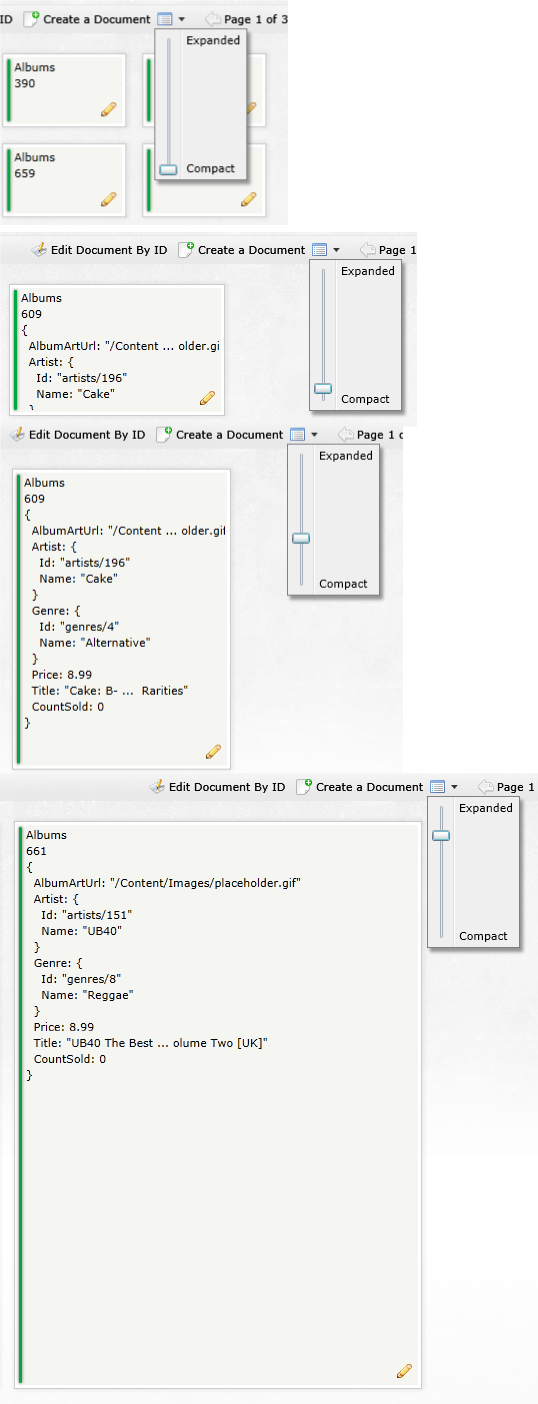 ID Create a Document Page 1 of 3
Expanded
Compact
Albums
390
Albums
659
Edit Document By ID Create a Document Page 1
Expanded
Compact
Albums
609
{
AlbumArtUrl: "/Content ... older.gi
Artist: {
Id: "artists/196"
Name: "Cake"
}
Edit Document By ID Create a Document Page 1 o
Expanded
Compact
Albums
609
{
AlbumArtUrl: "/Content ... older.gif
Artist: {
Id: "artists/196"
Name: "Cake"
}
Genre: {
Id: "genres/4"
Name: "Alternative"
}
Price: 8.99
Title: "Cake: B- ... Rarities"
CountSold: 0
}
Edit Document By ID Create a Document Page 1
Expanded
Compact
Albums
661
{
AlbumArtUrl: "/Content/Images/placeholder.gif"
Artist: {
Id: "artists/151"
Name: "UB40"
}
Genre: {
Id: "genres/8"
Name: "Reggae"
}
Price: 8.99
Title: "UB40 The Best ... olume Two [UK]"
CountSold: 0
}